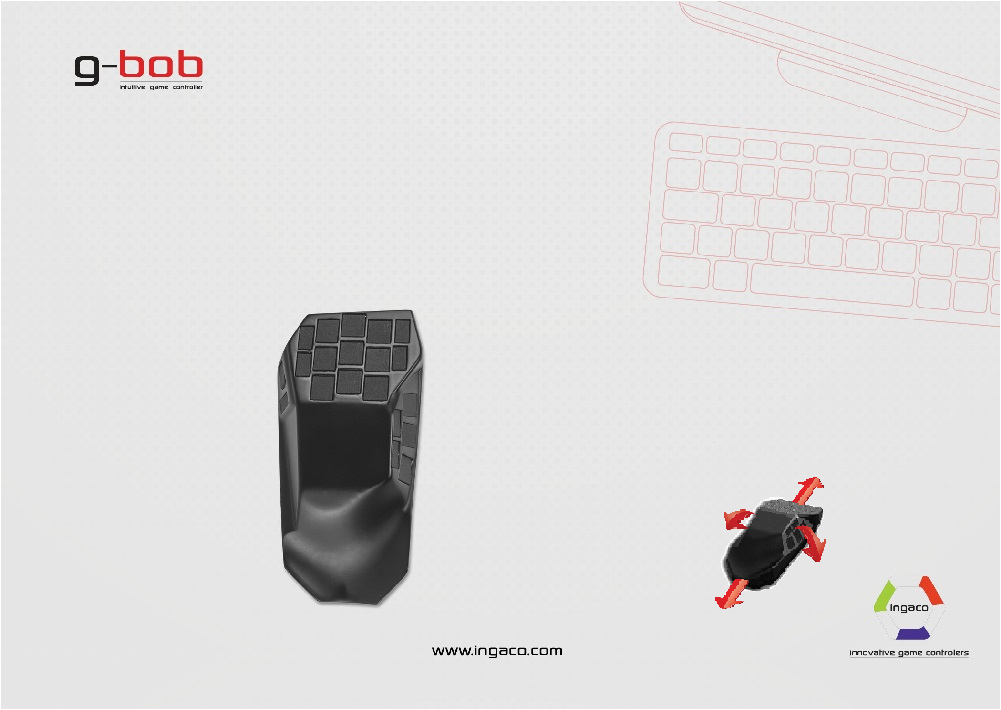 g-bob
intuitive game controller
www.ingaco.com
ingaco
innovative game controlers